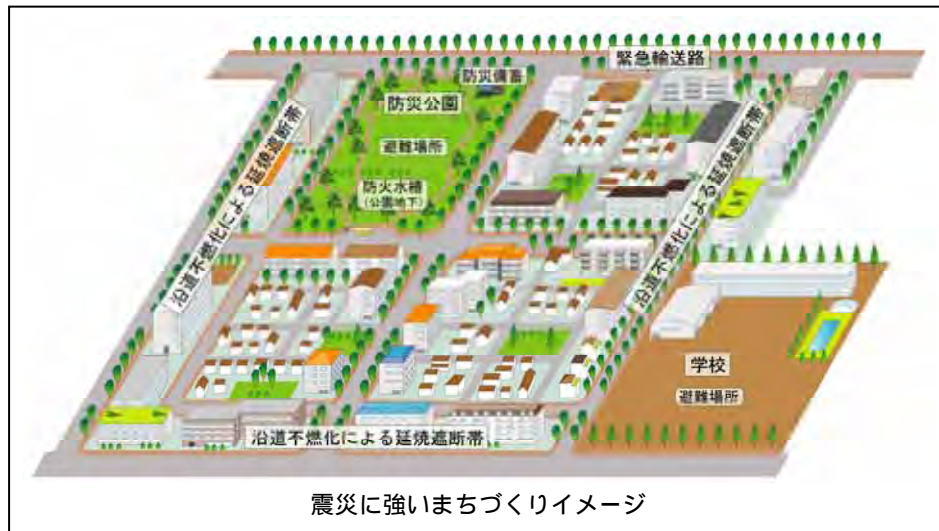 緊急輸送路
防災備蓄
防災公園
避難場所
防火水槽
(公園地下)
沿道不燃化による延焼遮断帯
沿道不燃化による延焼遮断帯
学校
避難場所
沿道不燃化による延焼遮断帯
震災に強いまちづくりイメージ